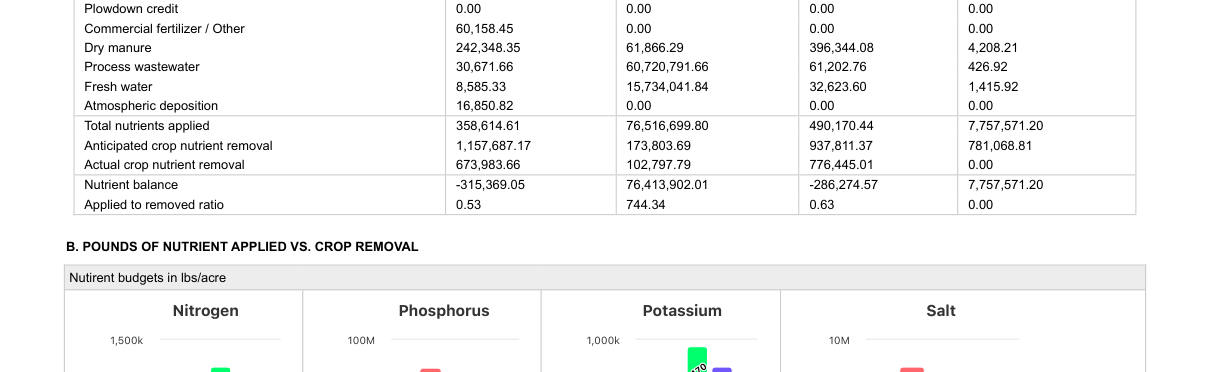 Plowdown credit 0.00 0.00 0.00 0.00
Commercial fertilizer / Other 60,158.45 0.00 0.00 0.00
Dry manure 242,348.35 61,866.29 396,344.08 4,208.21
Process wastewater 30,671.66 60,720,791.66 61,202.76 426.92
Fresh water 8,585.33 15,734,041.84 32,623.60 1,415.92
Atmospheric deposition 16,850.82 0.00 0.00 0.00
Total nutrients applied 358,614.61 76,516,699.80 490,170.44 7,757,571.20
Anticipated crop nutrient removal 1,157,687.17 173,803.69 937,811.37 781,068.81
Actual crop nutrient removal 673,983.66 102,797.79 776,445.01 0.00
Nutrient balance -315,369.05 76,413,902.01 -286,274.57 7,757,571.20
Applied to removed ratio 0.53 744.34 0.63 0.00
B. POUNDS OF NUTRIENT APPLIED VS. CROP REMOVAL
Nutirent budgets in lbs/acre
Nitrogen Phosphorus Potassium Salt
1,500k 100M 1,000k 10M